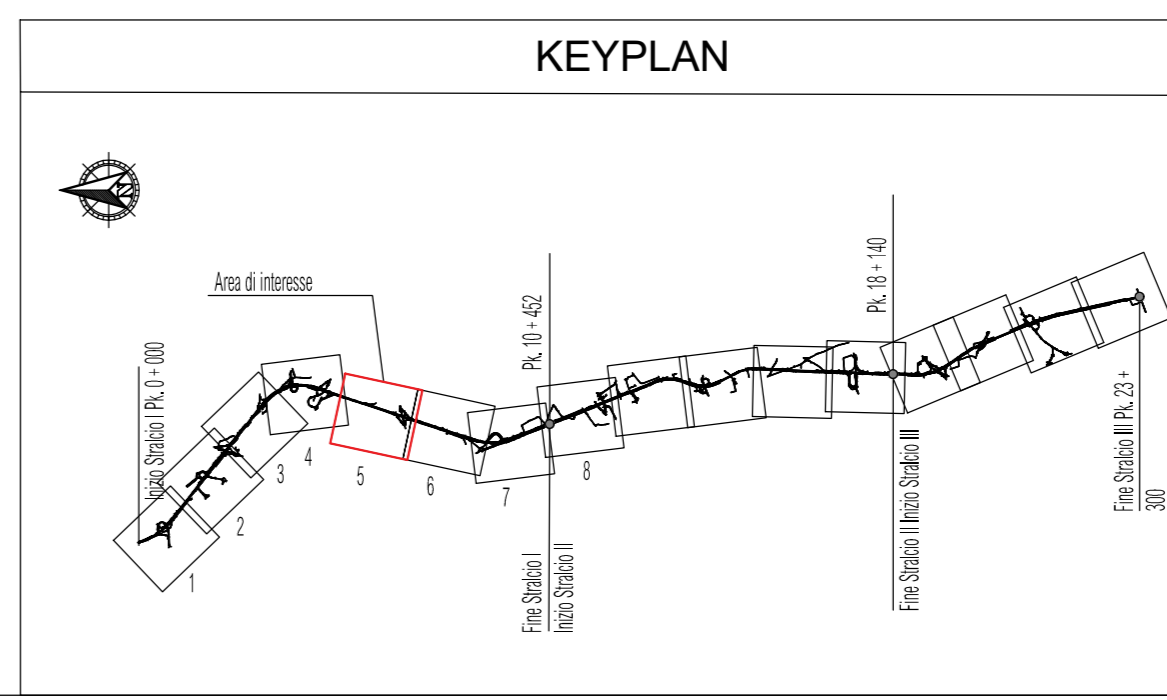 KEYPLAN
N
Area di interesse
Inizio Stralcio I Pk. 0 + 000
Pk. 10 + 452
Pk. 18 + 140
1
2
3
4
5
6
7
8
Fine Stralcio I
Inizio Stralcio II
Fine Stralcio II Inizio Stralcio III
Fine Stralcio III Pk. 23 +
300